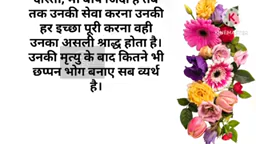 तक उनकी सेवा करना उनकी
हर इच्छा पूरी करना वही
उनका असली श्राद्ध होता है।
उनकी मृत्यु के बाद कितने भी
छप्पन भोग बनाए सब व्यर्थ
है।